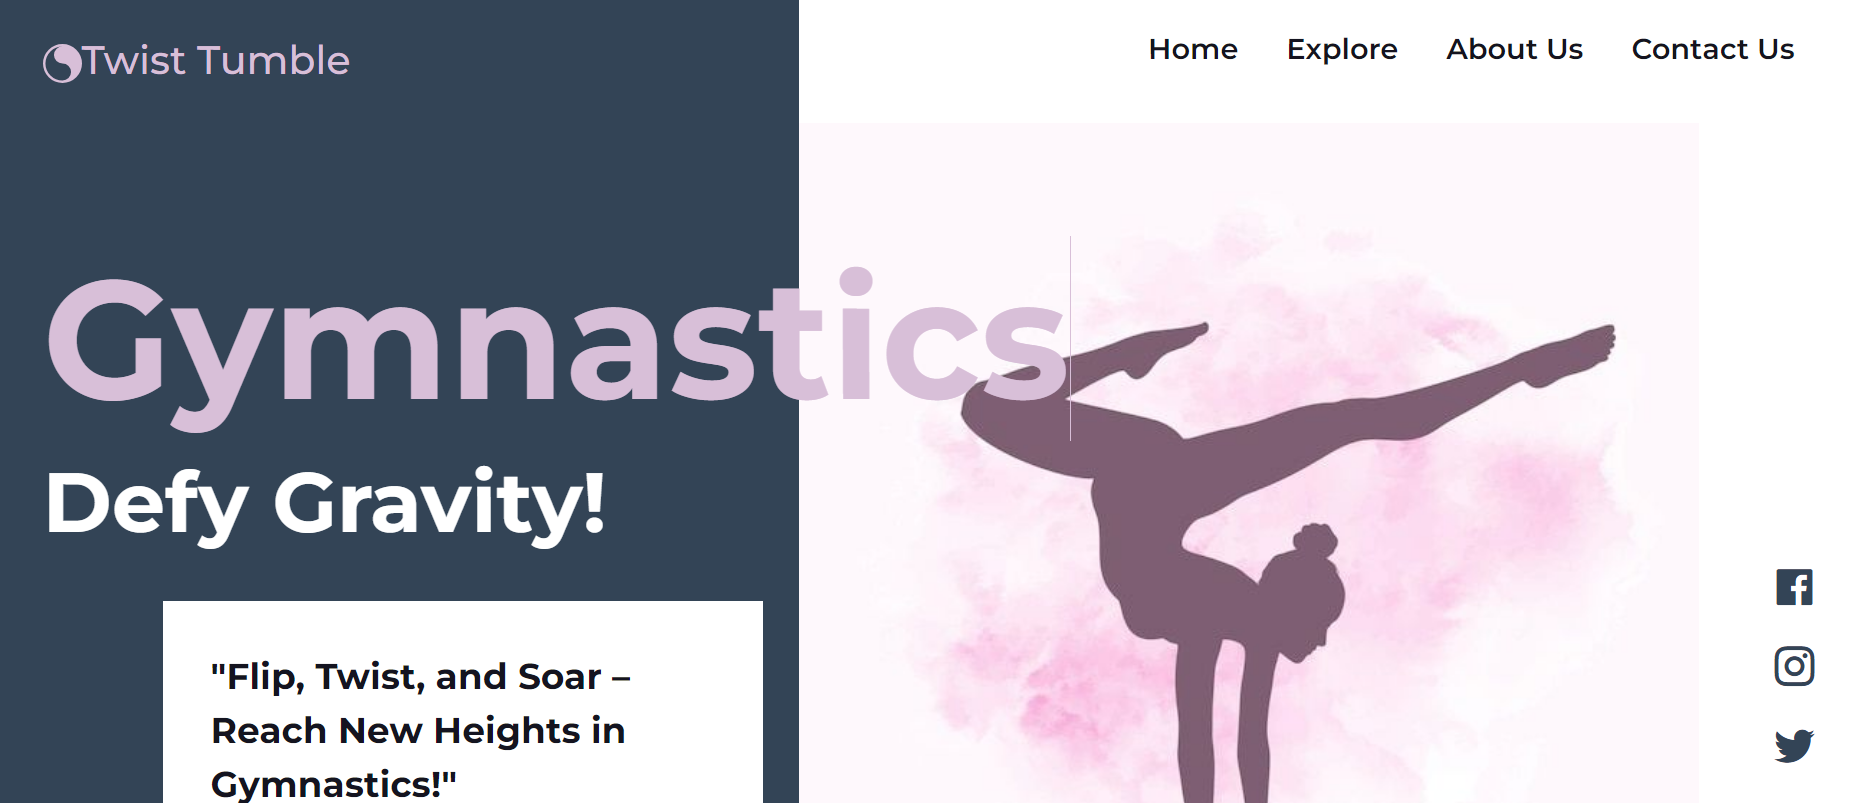 Twist Tumble
Home Explore About Us Contact Us
Gymnastics
Defy Gravity!
"Flip, Twist, and Soar –
Reach New Heights in
Gymnastics!"